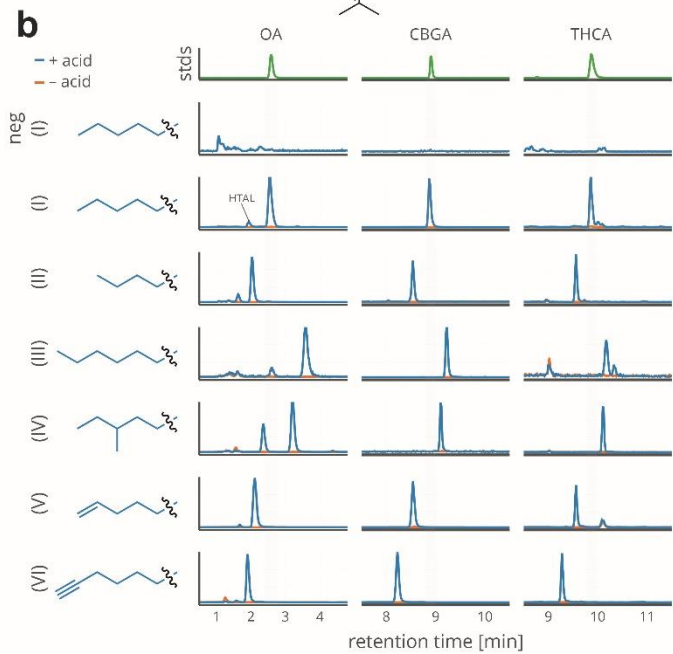 b
OA CBGA THCA
+ acid
− acid
stds
neg
(I)
(I)
HTAL
(II)
(III)
(IV)
(V)
(VI)
1 2 3 4 8 9 10 9 10 11
retention time [min]